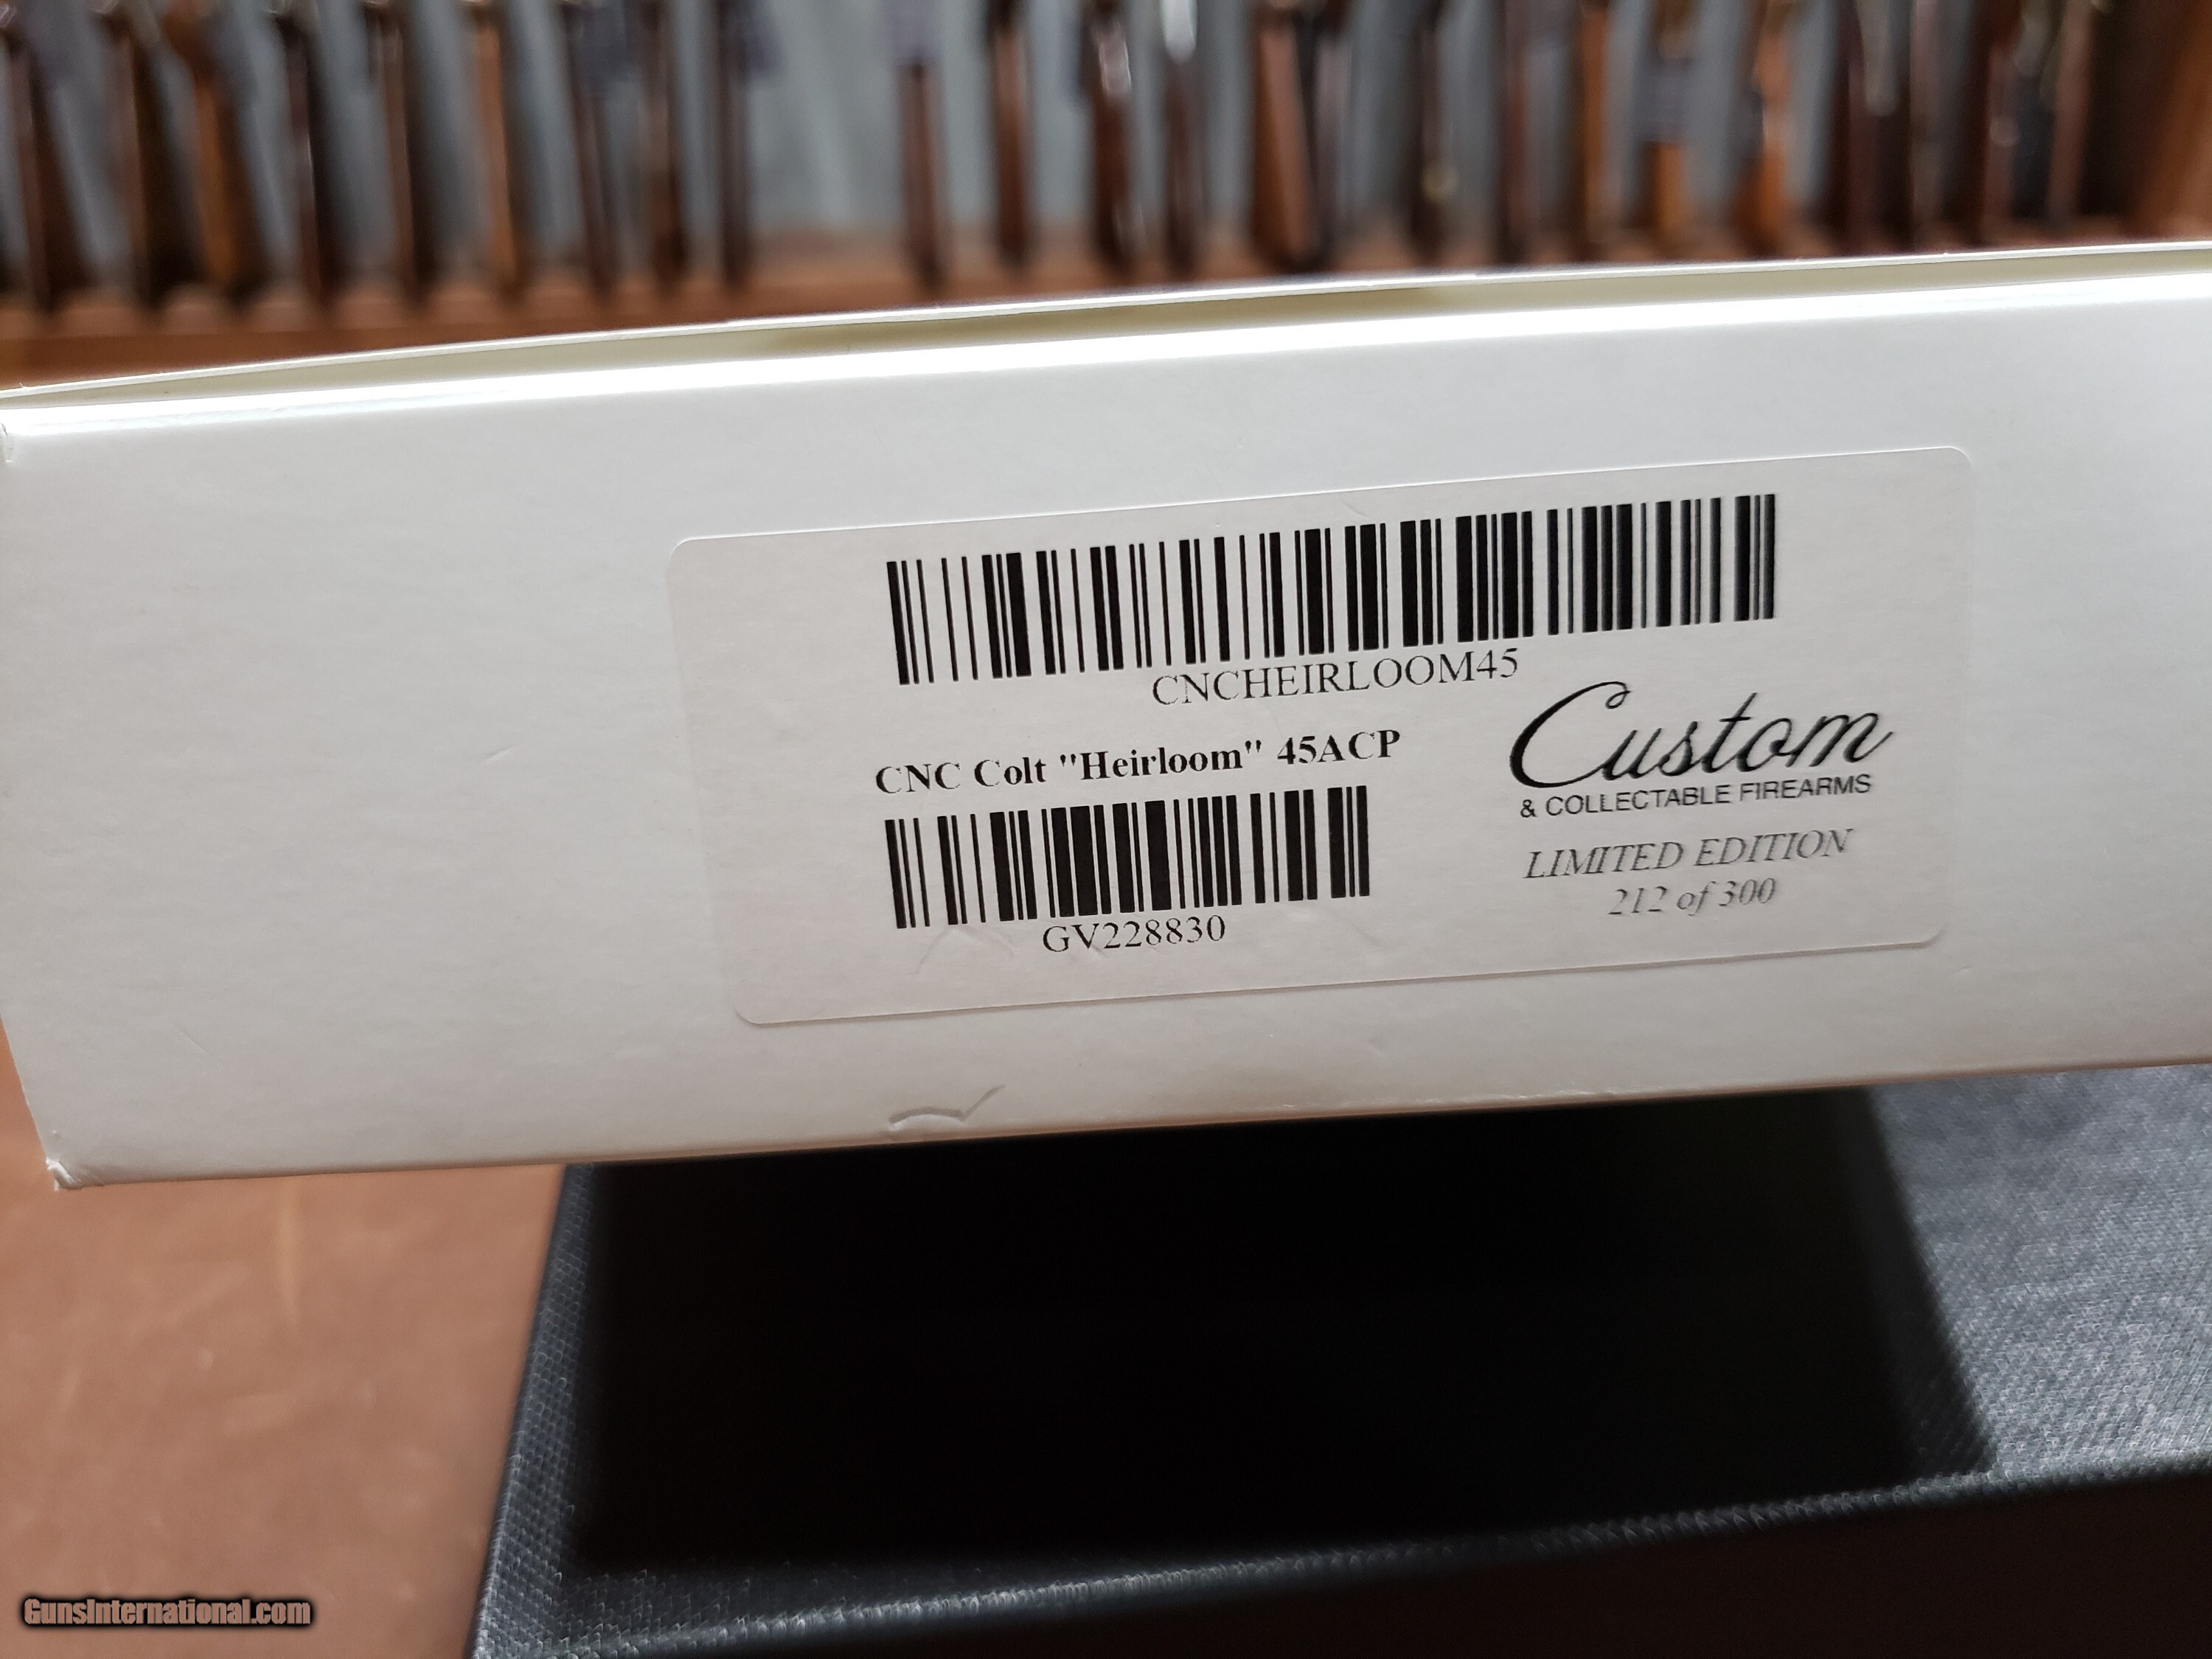 CNCHEIRLOOM45
CNC Colt "Heirloom" 45ACP
GV228830
Custom
& COLLECTABLE FIREARMS
LIMITED EDITION
212 of 300
GunsInternational.com